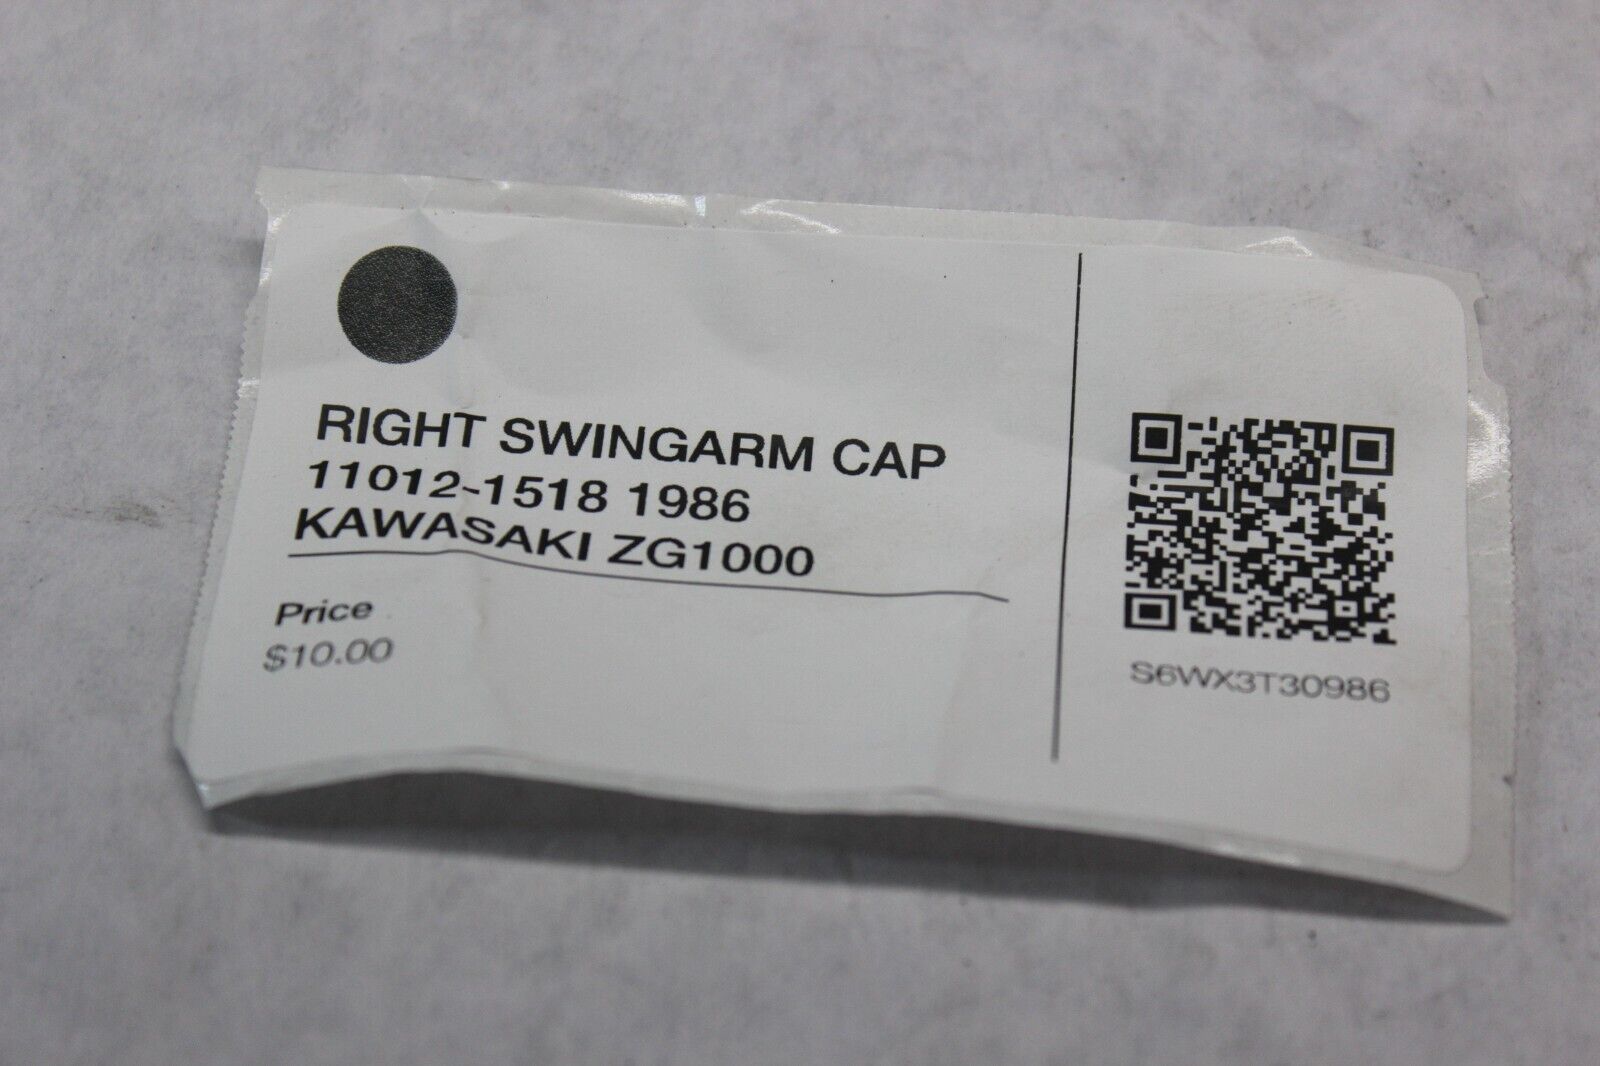 RIGHT SWINGARM CAP
11012-1518 1986
KAWASAKI ZG1000
Price
$10.00
S6WX3T30986